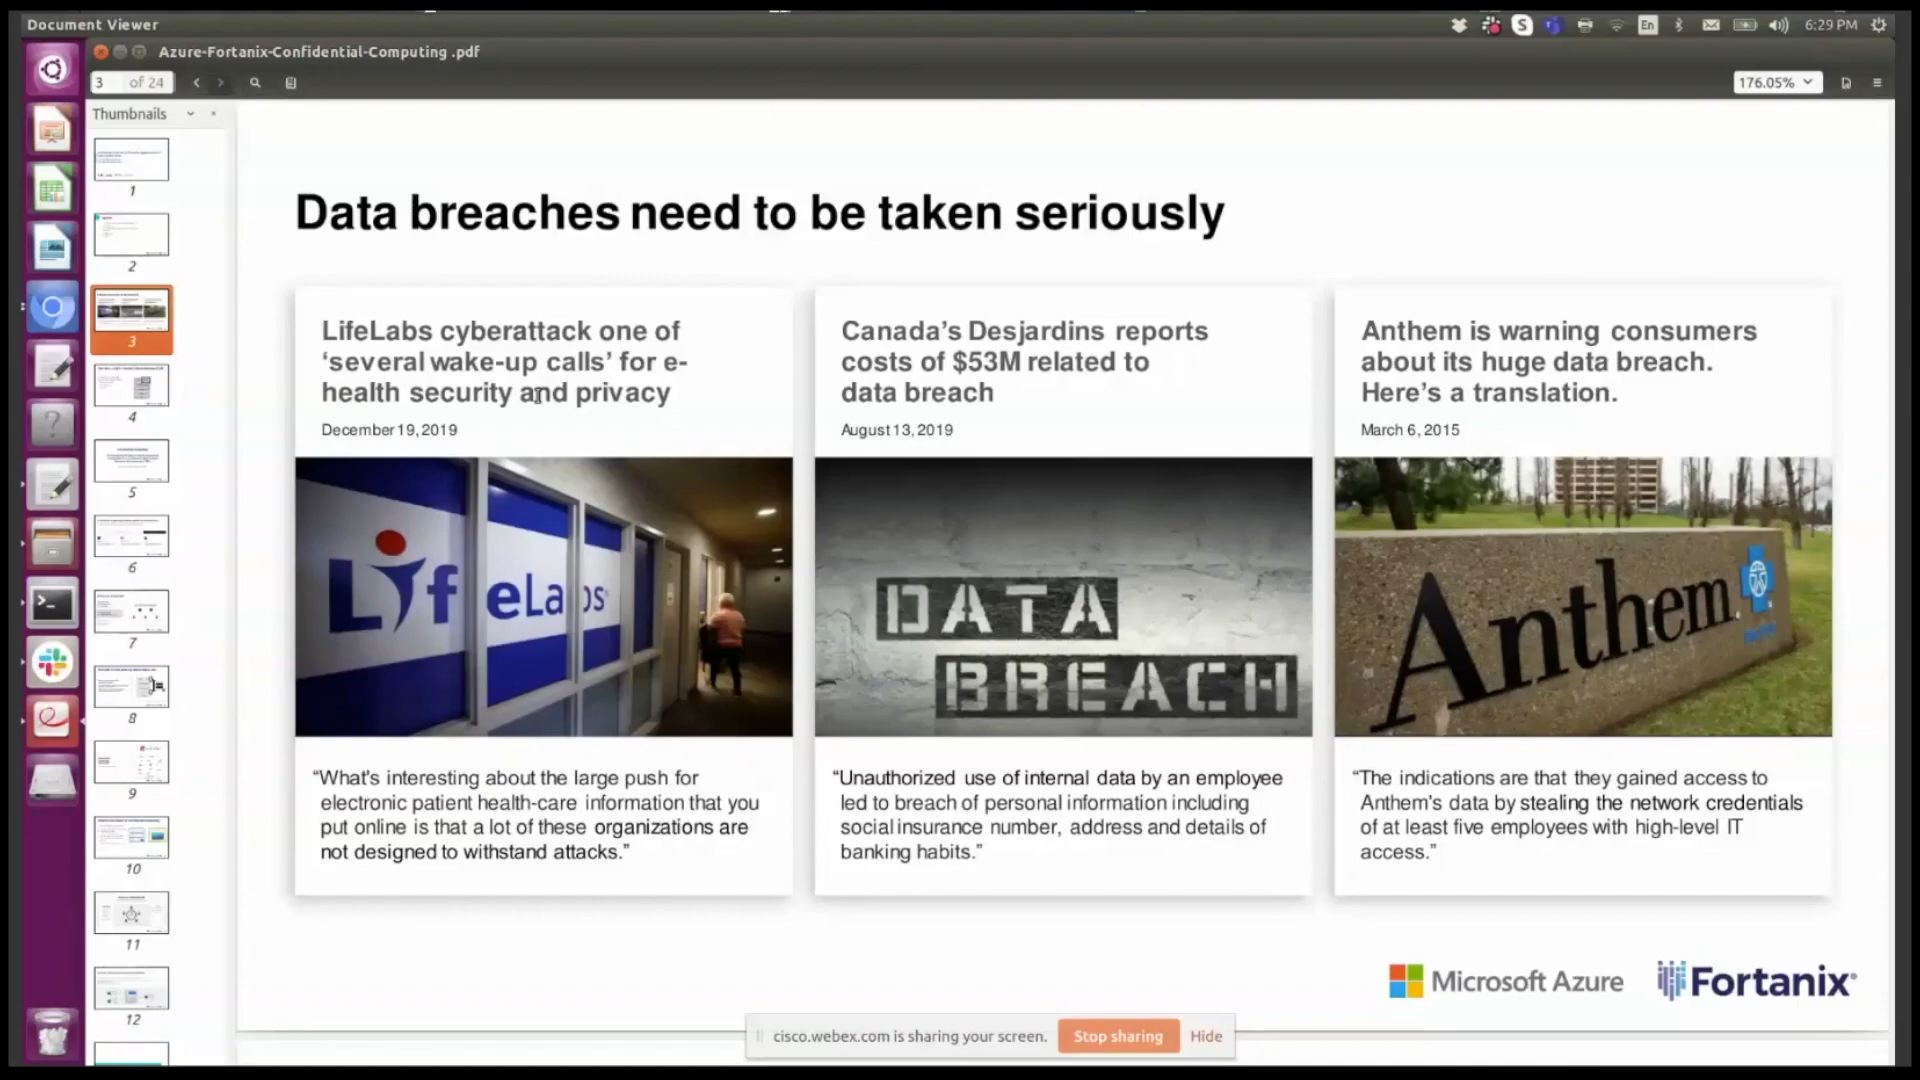 Document Viewer
En
6:29 PM
Azure-Fortanix-Confidential-Computing .pdf
3 of 24
176.05%
Thumbnails
1
2
3
4
5
6
7
8
9
10
11
12
Data breaches need to be taken seriously
LifeLabs cyberattack one of
‘several wake-up calls’ for e-
health security and privacy
December 19, 2019
LifeLabs
“What's interesting about the large push for
electronic patient health-care information that you
put online is that a lot of these organizations are
not designed to withstand attacks.”
Canada’s Desjardins reports
costs of $53M related to
data breach
August 13, 2019
DATA
BREACH
“Unauthorized use of internal data by an employee
led to breach of personal information including
social insurance number, address and details of
banking habits.”
Anthem is warning consumers
about its huge data breach.
Here’s a translation.
March 6, 2015
Anthem
“The indications are that they gained access to
Anthem's data by stealing the network credentials
of at least five employees with high-level IT
access.”
Microsoft Azure
Fortanix
cisco.webex.com is sharing your screen.
Stop sharing
Hide